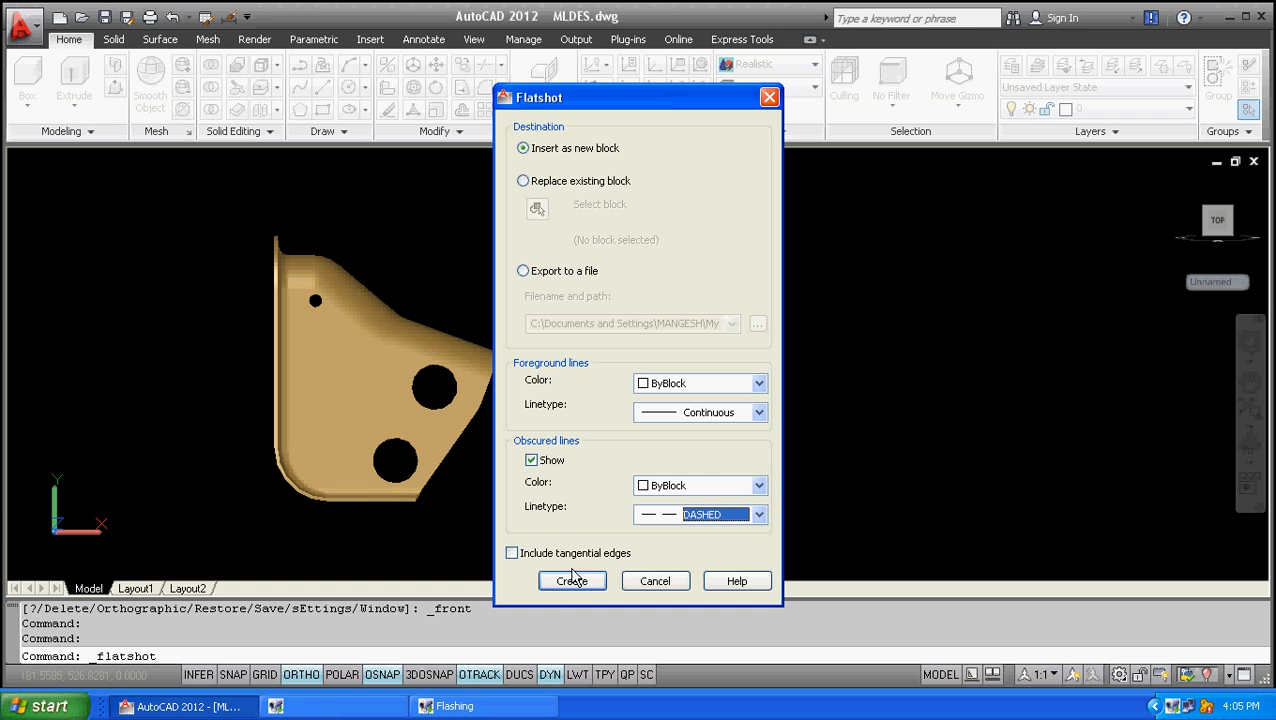 AutoCAD 2012 MLDES.dwg
Type a keyword or phrase
Sign In
Home Solid Surface Mesh Render Parametric Insert Annotate View Manage Output Plug-ins Online Express Tools
Box
Extrude
Smooth
Object
Realistic
Unsaved Layer State
0
Culling
No Filter
Move Gizmo
Group
Modeling Mesh Solid Editing Draw Modify Selection Layers Groups
Flatshot
Destination
Insert as new block
Replace existing block
Select block
(No block selected)
Export to a file
Filename and path:
C:\Documents and Settings\MANGESH\My
...
Foreground lines
Color: ByBlock
Linetype: Continuous
Obscured lines
Show
Color: ByBlock
Linetype: DASHED
Include tangential edges
Create Cancel Help
TOP
Unnamed
Y
Z
X
Model Layout1 Layout2
[?/Delete/Orthographic/Restore/Save/sEttings/Window]: _front
Command:
Command:
Command: _flatshot
181.5585, 526.8281, 0.0000
INFER SNAP GRID ORTHO POLAR OSNAP 3DOSNAP OTRACK DUCS DYN LWT TPY QP SC
MODEL
1:1
start
AutoCAD 2012 - [ML...
Flashing
4:05 PM